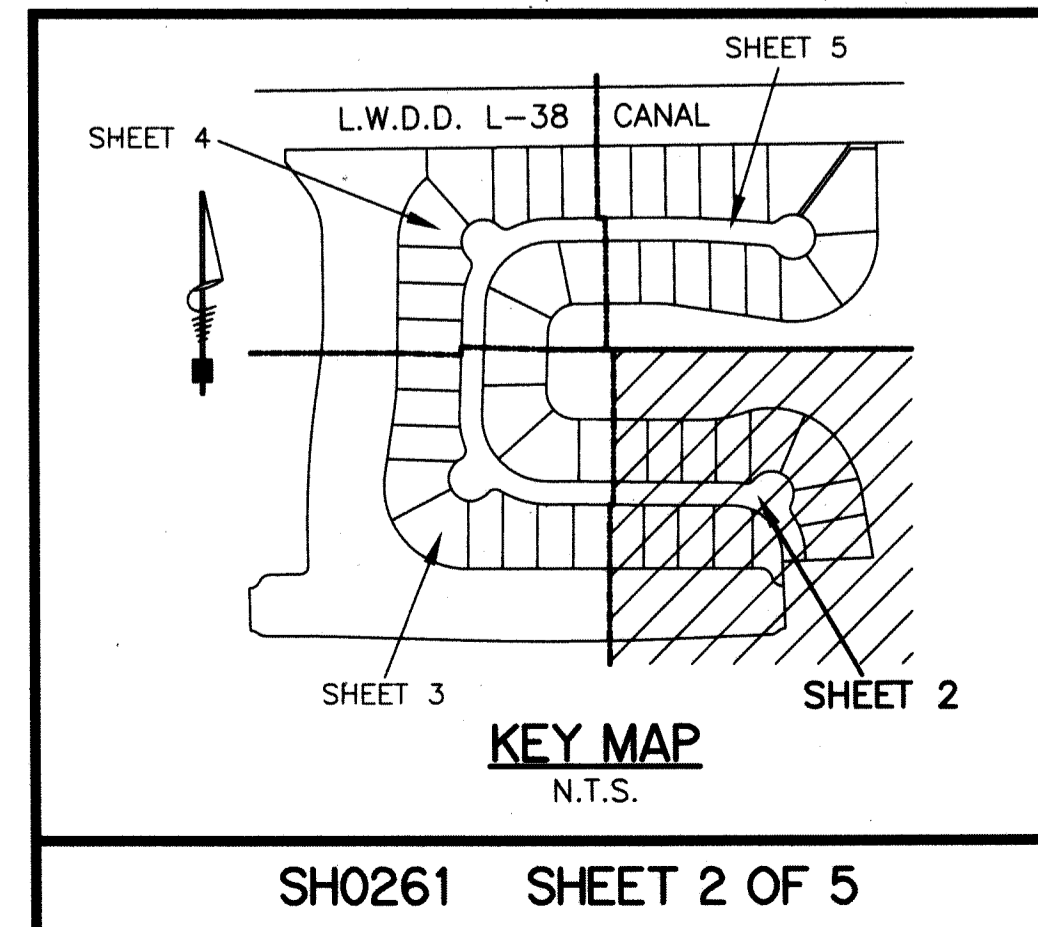 SHEET 5
L.W.D.D. L-38 CANAL
SHEET 4
SHEET 3
SHEET 2
KEY MAP
N.T.S.
SH0261 SHEET 2 OF 5